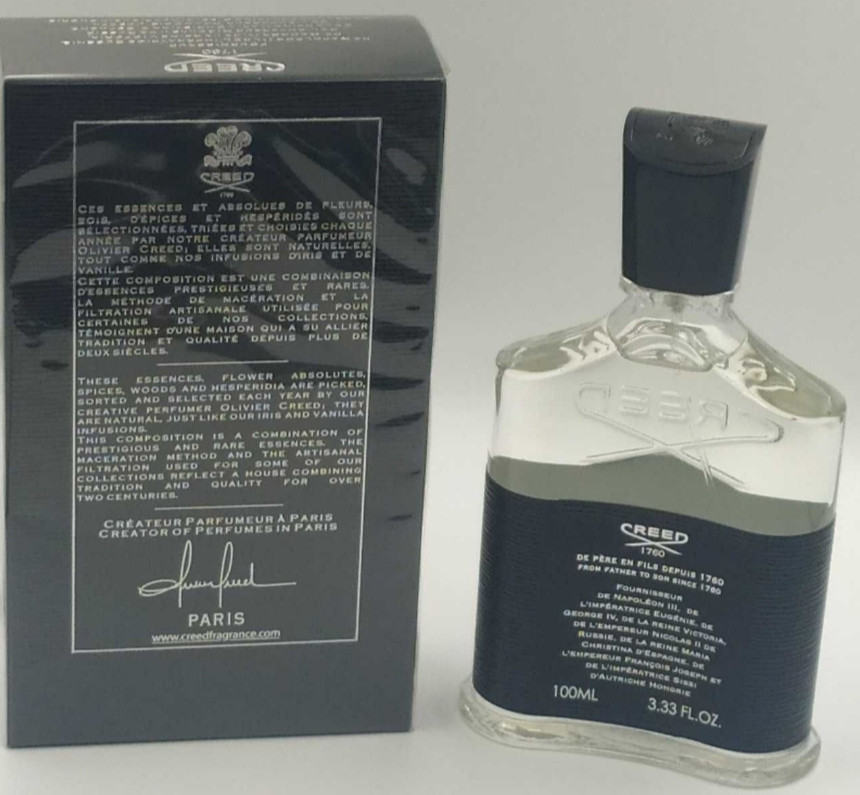 CREED
1760
CREED
1760
CES ESSENCES ET ABSOLUES DE FLEURS,
BOIS, D'ÉPICES ET HESPÉRIDÉS SONT
SÉLECTIONNÉES, TRIÉES ET CHOISIES CHAQUE
ANNÉE PAR NOTRE CRÉATEUR PARFUMEUR
OLIVIER CREED; ELLES SONT NATURELLES,
TOUT COMME NOS INFUSIONS D'IRIS ET DE
VANILLE.
CETTE COMPOSITION EST UNE COMBINAISON
D'ESSENCES PRESTIGIEUSES ET RARES.
LA MÉTHODE DE MACÉRATION ET LA
FILTRATION ARTISANALE UTILISÉE POUR
CERTAINES DE NOS COLLECTIONS,
TÉMOIGNENT D'UNE MAISON QUI A SU ALLIER
TRADITION ET QUALITÉ DEPUIS PLUS DE
DEUX SIÈCLES.
THESE ESSENCES, FLOWER ABSOLUTES,
SPICES, WOODS AND HESPERIDIA ARE PICKED,
SORTED AND SELECTED EACH YEAR BY OUR
CREATIVE PERFUMER OLIVIER CREED; THEY
ARE NATURAL, JUST LIKE OUR IRIS AND VANILLA
INFUSIONS.
THIS COMPOSITION IS A COMBINATION OF
PRESTIGIOUS AND RARE ESSENCES. THE
MACERATION METHOD AND THE ARTISANAL
FILTRATION USED FOR SOME OF OUR
COLLECTIONS REFLECT A HOUSE COMBINING
TRADITION AND QUALITY FOR OVER
TWO CENTURIES.
CRÉATEUR PARFUMEUR À PARIS
CREATOR OF PERFUMES IN PARIS
PARIS
www.creedfragrance.com
CREED
CREED
1760
DE PÈRE EN FILS DEPUIS 1760
FROM FATHER TO SON SINCE 1760
FOURNISSEUR
DE NAPOLÉON III, DE
L'IMPÉRATRICE EUGÉNIE, DE
GEORGE IV, DE LA REINE VICTORIA,
DE L'EMPEREUR NICOLAS II DE
RUSSIE, DE LA REINE MARIA
CHRISTINA D'ESPAGNE, DE
L'EMPEREUR FRANÇOIS JOSEPH ET
DE L'IMPÉRATRICE SISSI
D'AUTRICHE HONGRIE
100ML
3.33 FL.OZ.